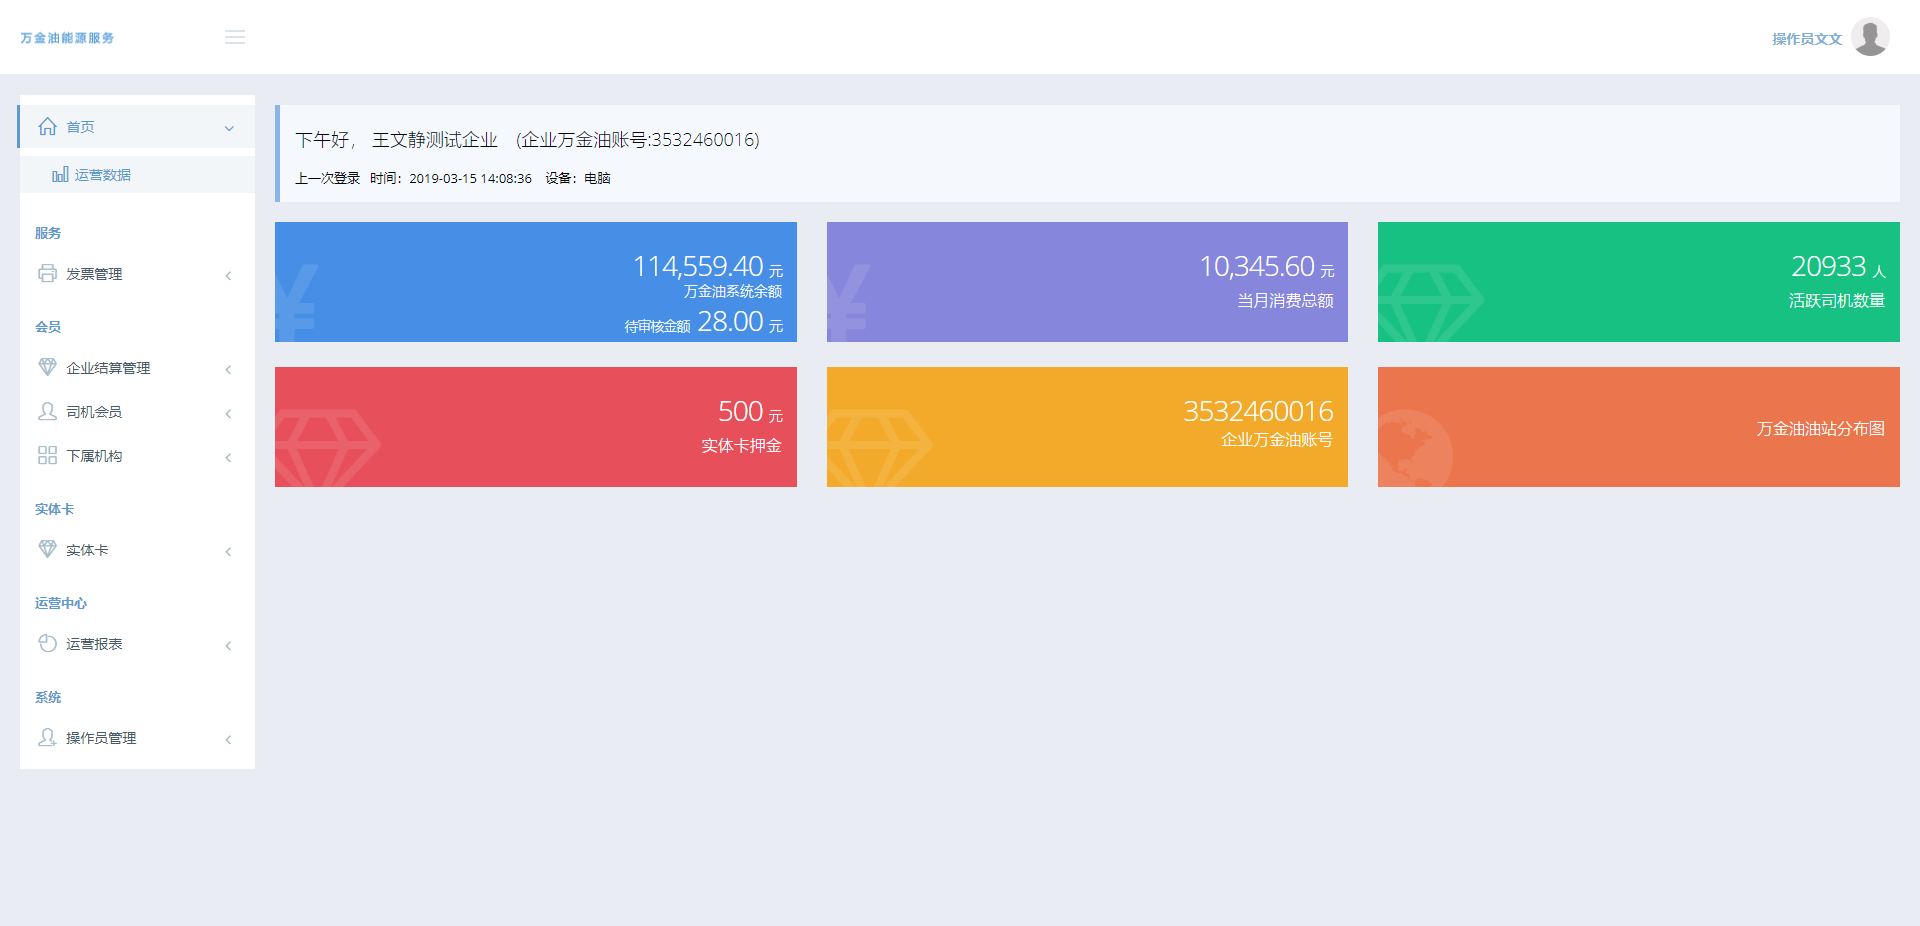 万金油能源服务
操作员文文
首页
运营数据
服务
发票管理
会员
企业结算管理
司机会员
下属机构
实体卡
实体卡
运营中心
运营报表
系统
操作员管理
下午好， 王文静测试企业 (企业万金油账号:3532460016)
上一次登录 时间：2019-03-15 14:08:36 设备：电脑
114,559.40 元
万金油系统余额
待审核金额 28.00 元
10,345.60 元
当月消费总额
20933 人
活跃司机数量
500 元
实体卡押金
3532460016
企业万金油账号
万金油油站分布图